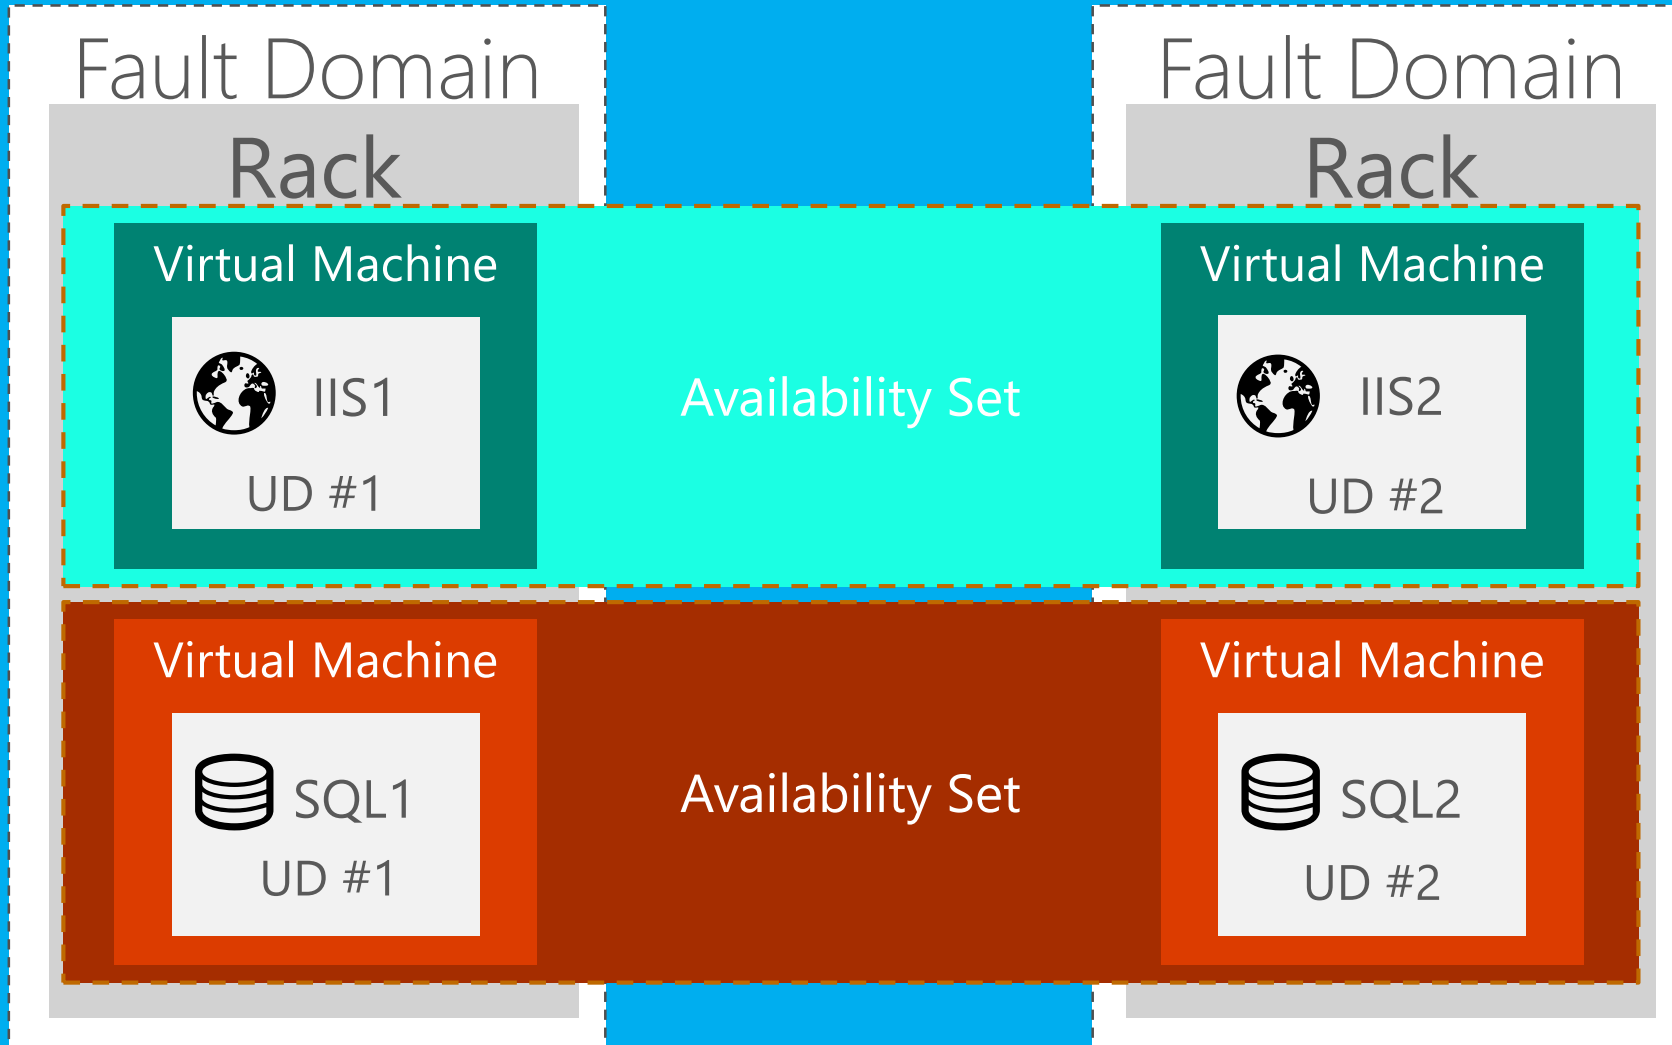 Fault Domain
Fault Domain
Rack
Rack
Virtual Machine
Virtual Machine
IIS1
Availability Set
IIS2
UD #1
UD #2
Virtual Machine
Virtual Machine
SQL1
Availability Set
SQL2
UD #1
UD #2